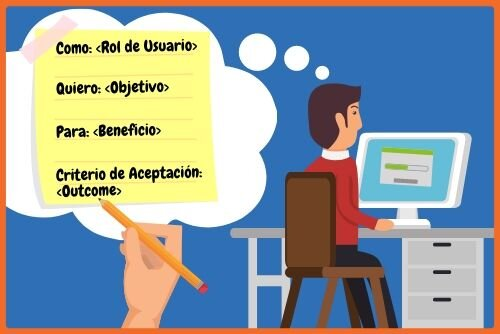 Como: <Rol de Usuario>
Quiero: <Objetivo>
Para: <Beneficio>
Criterio de Aceptación:
<Outcome>